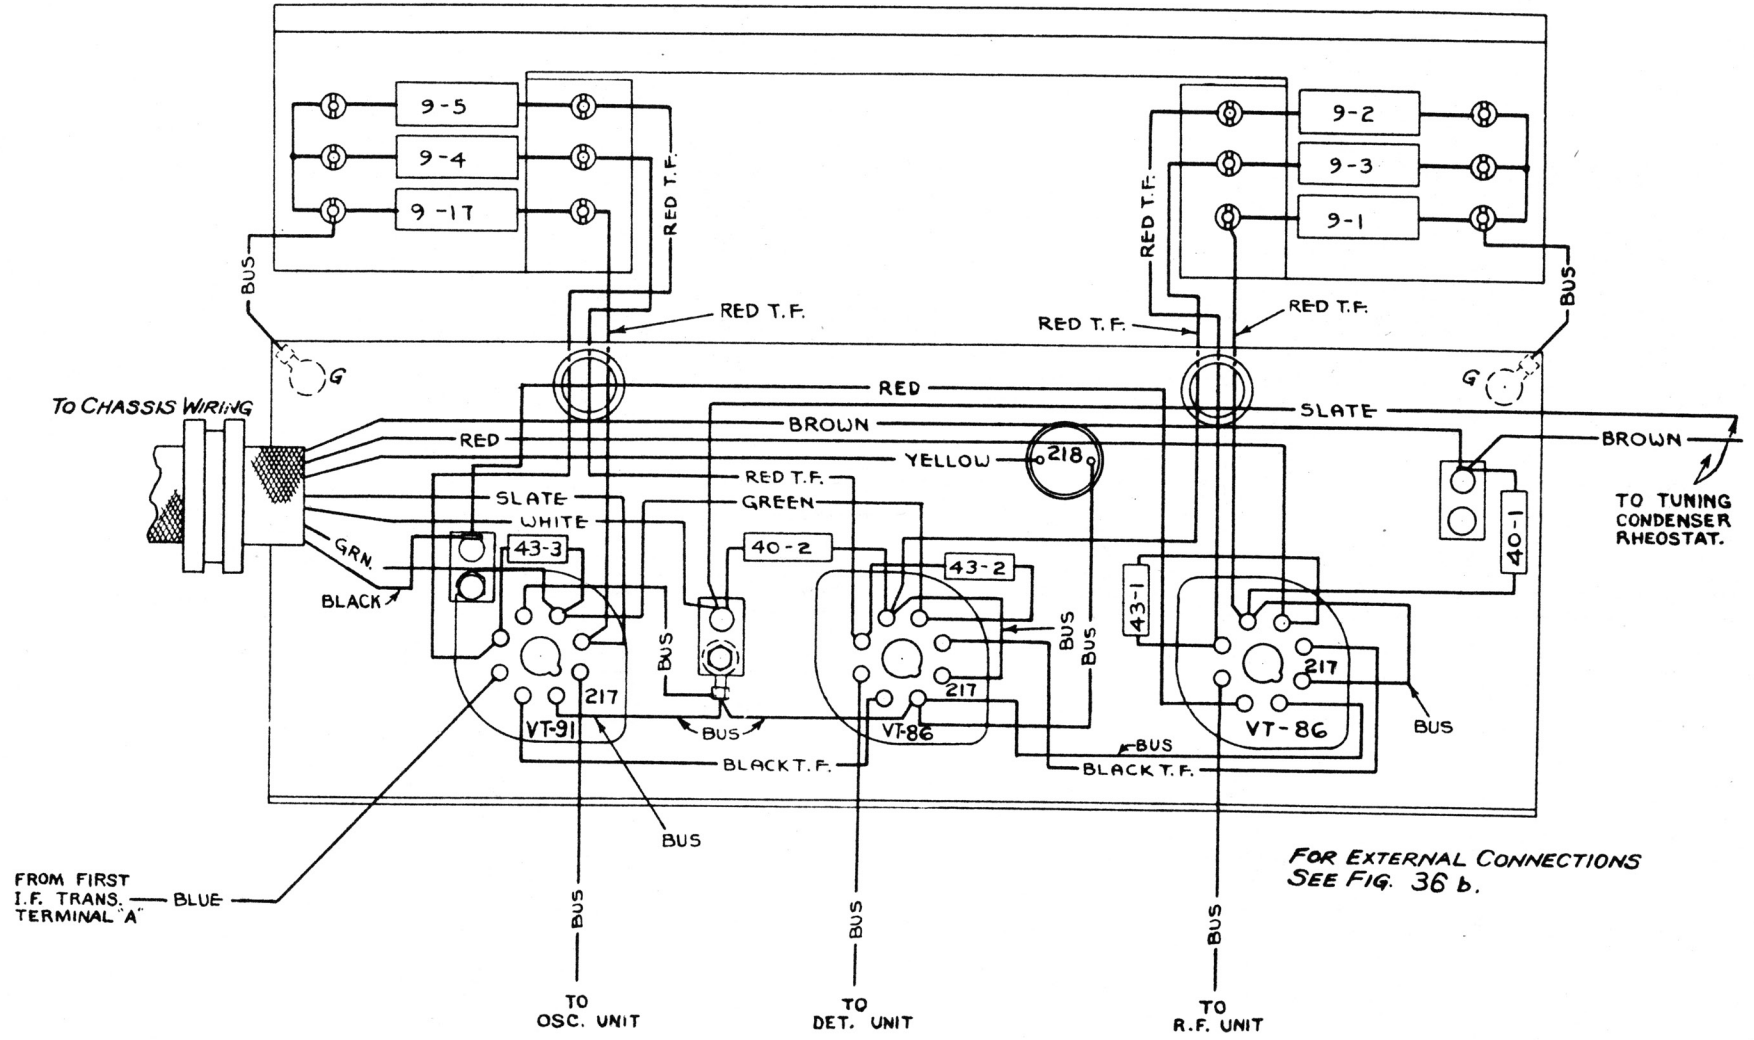 9-5
9-4
9-17
9-2
9-3
9-1
RED T.F.
RED T.F.
BUS
BUS
RED T.F.
RED T.F.
RED T.F.
G
G
TO CHASSIS WIRING
RED
SLATE
BROWN
BROWN
RED
YELLOW
218
RED T.F.
SLATE
GREEN
WHITE
TO TUNING
CONDENSER
RHEOSTAT.
GRN.
43-3
40-2
43-2
43-1
40-1
BLACK
BUS
BUS
BUS
217
VT-91
217
VT-86
217
VT-86
BUS
BUS
BUS
BLACK T.F.
BLACK T.F.
BUS
FROM FIRST
I.F. TRANS.
TERMINAL "A"
BLUE
FOR EXTERNAL CONNECTIONS
SEE FIG. 36 b.
BUS
BUS
BUS
TO
OSC. UNIT
TO
DET. UNIT
TO
R.F. UNIT